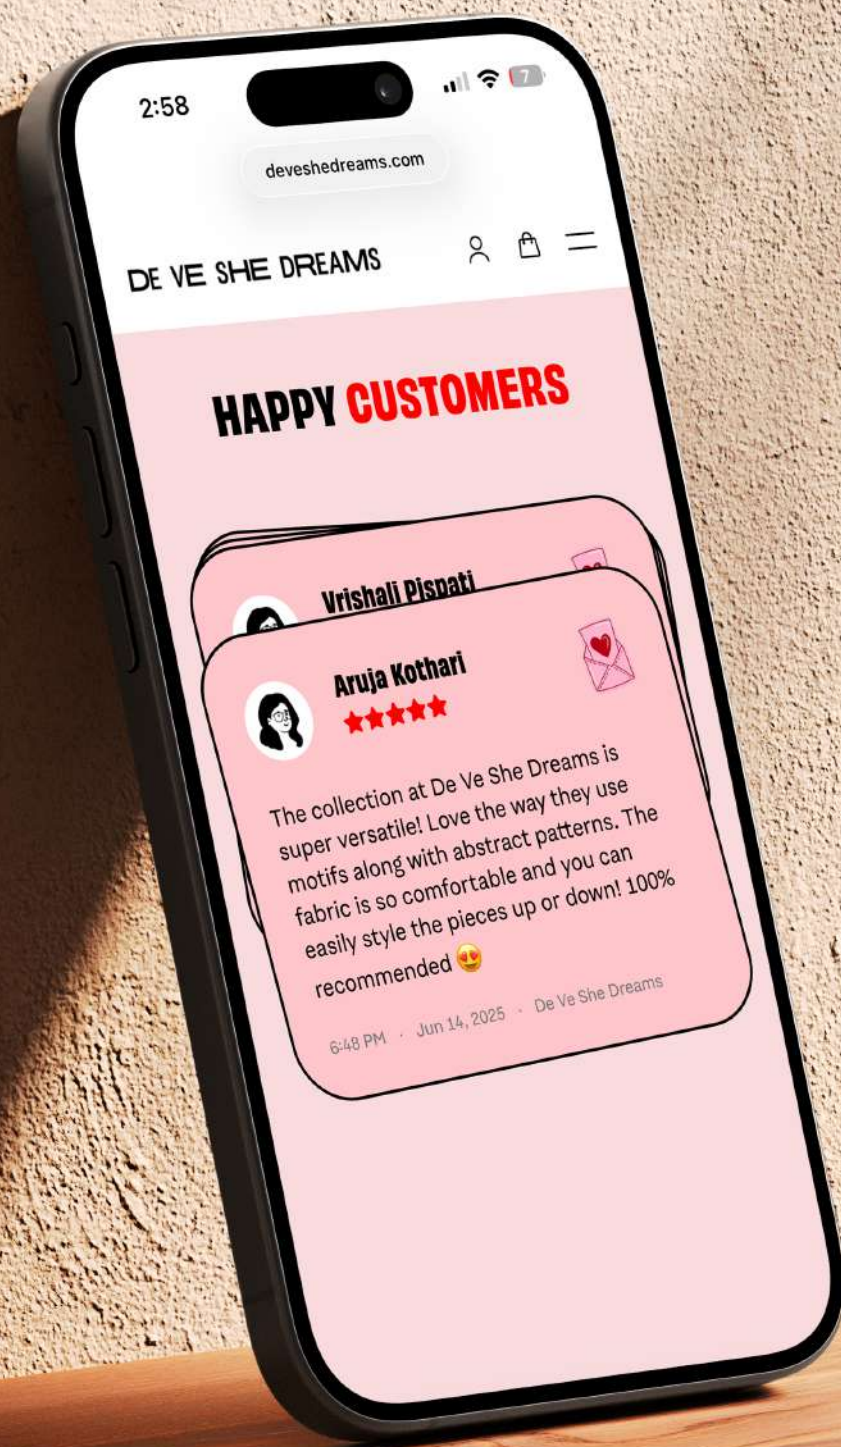 2:58
7
deveshedreams.com
DE VE SHE DREAMS
HAPPY CUSTOMERS
Vrishali Pispati
Aruja Kothari
The collection at De Ve She Dreams is
super versatile! Love the way they use
motifs along with abstract patterns. The
fabric is so comfortable and you can
easily style the pieces up or down! 100%
recommended 😍
6:48 PM · Jun 14, 2025 · De Ve She Dreams